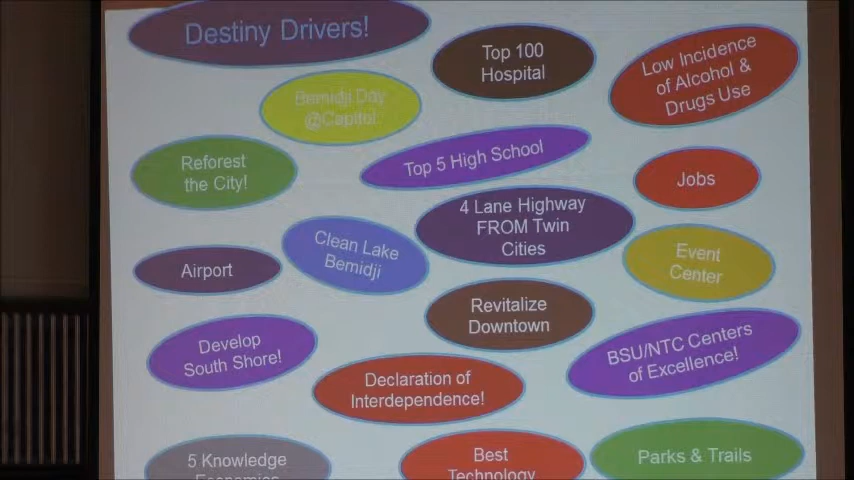 Destiny Drivers!
Top 100
Hospital
Low Incidence
of Alcohol &
Drugs Use
Bemidji Day
@Capitol
Reforest
the City!
Top 5 High School
Jobs
4 Lane Highway
FROM Twin
Cities
Clean Lake
Bemidji
Airport
Event
Center
Revitalize
Downtown
Develop
South Shore!
BSU/NTC Centers
of Excellence!
Declaration of
Interdependence!
5 Knowledge
Economies
Best
Technology
Parks & Trails